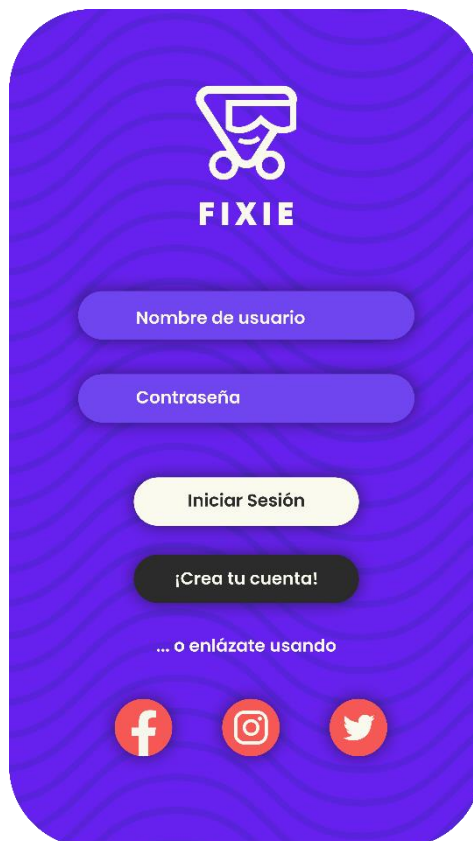 FIXIE
Nombre de usuario
Contraseña
Iniciar Sesión
¡Crea tu cuenta!
... o enlázate usando